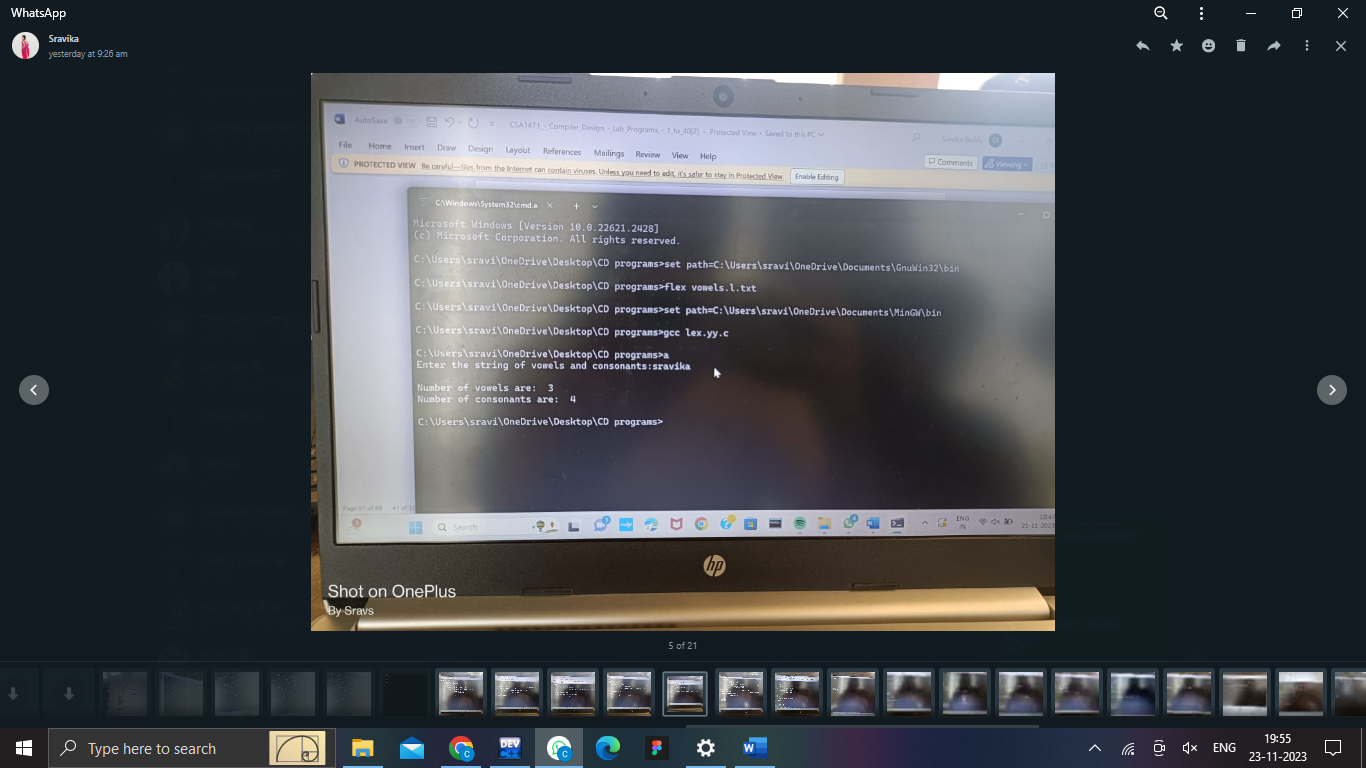 WhatsApp
Sravika
yesterday at 9:26 am
AutoSave
CSA1471_-_Compiler_Design_-_Lab_Programs_-_1_to_40(2) - Protected View • Saved to this PC
File Home Insert Draw Design Layout References Mailings Review View Help
Comments
Viewing
PROTECTED VIEW Be careful—files from the Internet can contain viruses. Unless you need to edit, it's safer to stay in Protected View.
Enable Editing
C:\Windows\System32\cmd.e
Microsoft Windows [Version 10.0.22621.2428]
(c) Microsoft Corporation. All rights reserved.
C:\Users\sravi\OneDrive\Desktop\CD programs>set path=C:\Users\sravi\OneDrive\Documents\GnuWin32\bin
C:\Users\sravi\OneDrive\Desktop\CD programs>flex vowels.l.txt
C:\Users\sravi\OneDrive\Desktop\CD programs>set path=C:\Users\sravi\OneDrive\Documents\MinGW\bin
C:\Users\sravi\OneDrive\Desktop\CD programs>gcc lex.yy.c
C:\Users\sravi\OneDrive\Desktop\CD programs>a
Enter the string of vowels and consonants:sravika
Number of vowels are: 3
Number of consonants are: 4
C:\Users\sravi\OneDrive\Desktop\CD programs>
Search
ENG
IN
21-11-2023
hp
Shot on OnePlus
By Sravs
5 of 21
Type here to search
DEV
ENG
19:55
23-11-2023